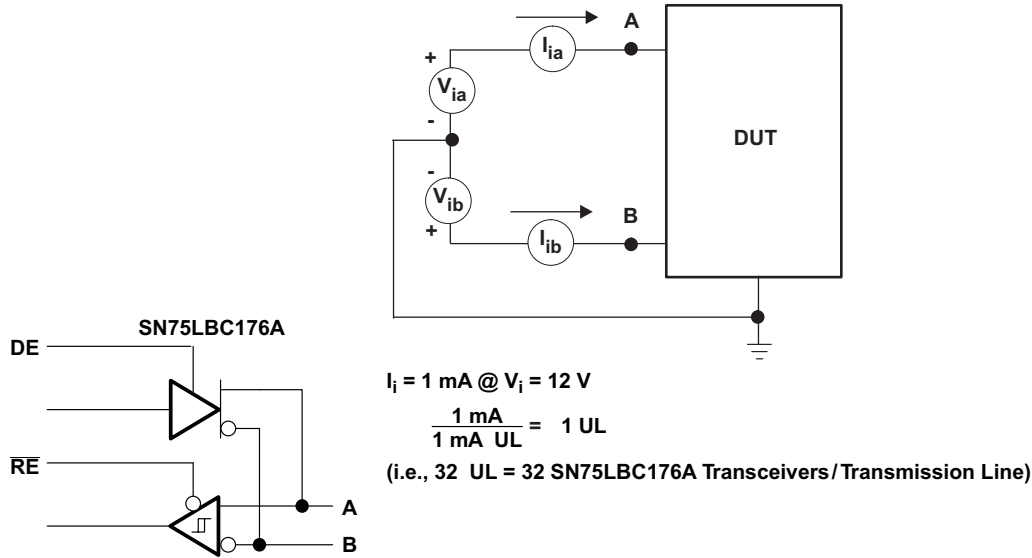 A
I_ia
+
V_ia
-
DUT
-
V_ib
+
B
I_ib
SN75LBC176A
DE
R̅E̅
A
B
I_i = 1 mA @ V_i = 12 V
1 mA
1 mA UL
= 1 UL
(i.e., 32 UL = 32 SN75LBC176A Transceivers/Transmission Line)